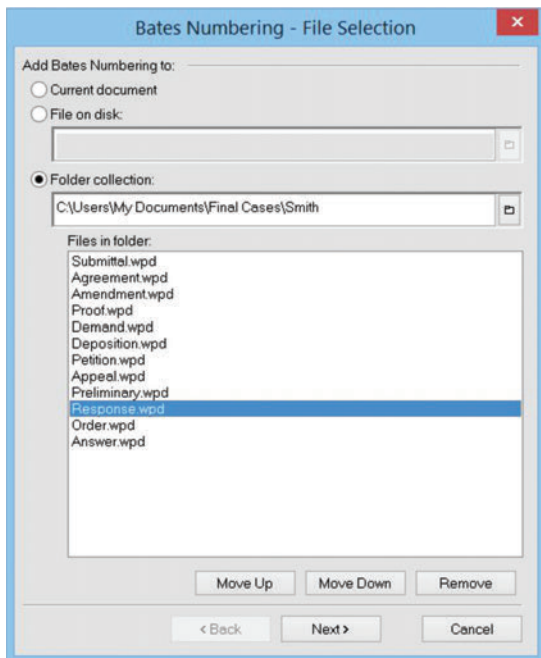 Bates Numbering - File Selection
Add Bates Numbering to:
Current document
File on disk:
Folder collection:
C:\Users\My Documents\Final Cases\Smith
Files in folder:
Submittal.wpd
Agreement.wpd
Amendment.wpd
Proof.wpd
Demand.wpd
Deposition.wpd
Petition.wpd
Appeal.wpd
Preliminary.wpd
Response.wpd
Order.wpd
Answer.wpd
Move Up Move Down Remove
< Back Next > Cancel